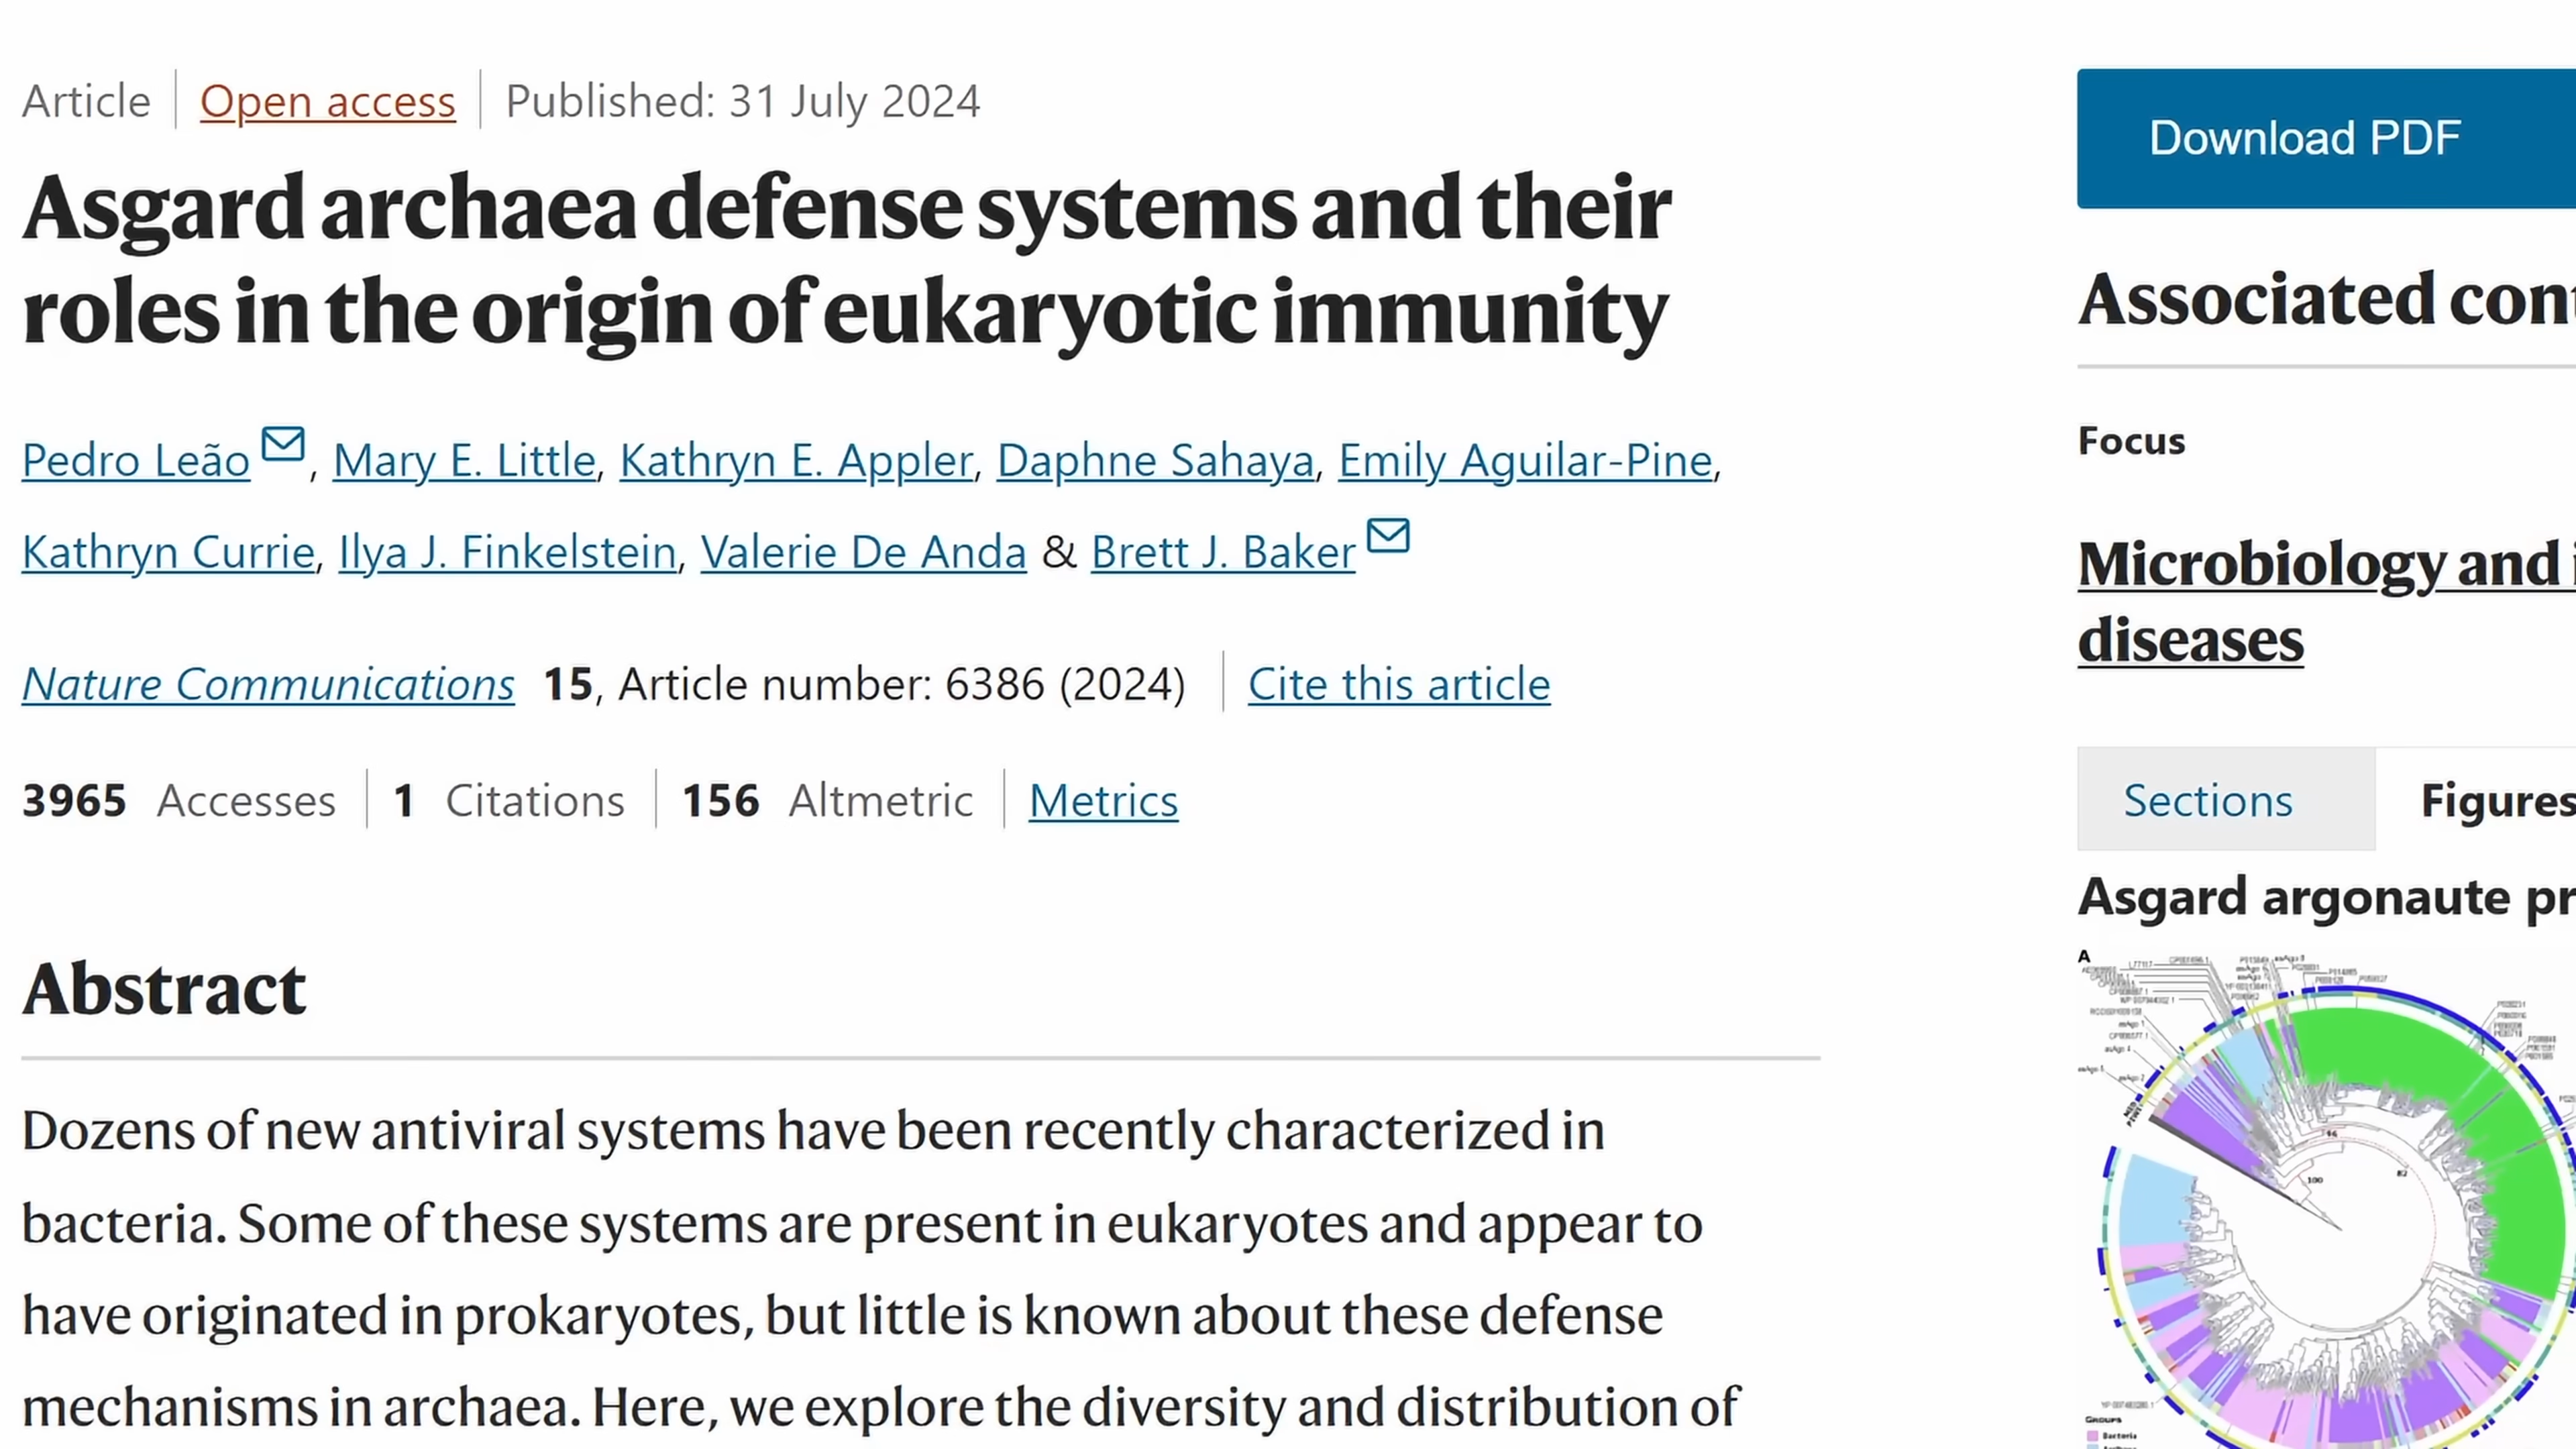 Article | Open access | Published: 31 July 2024
Asgard archaea defense systems and their
roles in the origin of eukaryotic immunity
Pedro Leão, Mary E. Little, Kathryn E. Appler, Daphne Sahaya, Emily Aguilar-Pine,
Kathryn Currie, Ilya J. Finkelstein, Valerie De Anda & Brett J. Baker
Nature Communications 15, Article number: 6386 (2024) | Cite this article
3965 Accesses | 1 Citations | 156 Altmetric | Metrics
Abstract
Dozens of new antiviral systems have been recently characterized in
bacteria. Some of these systems are present in eukaryotes and appear to
have originated in prokaryotes, but little is known about these defense
mechanisms in archaea. Here, we explore the diversity and distribution of
Download PDF
Associated con
Focus
Microbiology and i
diseases
Sections Figures
Asgard argonaute pr
A
100
82
GROUPS
Bacteria